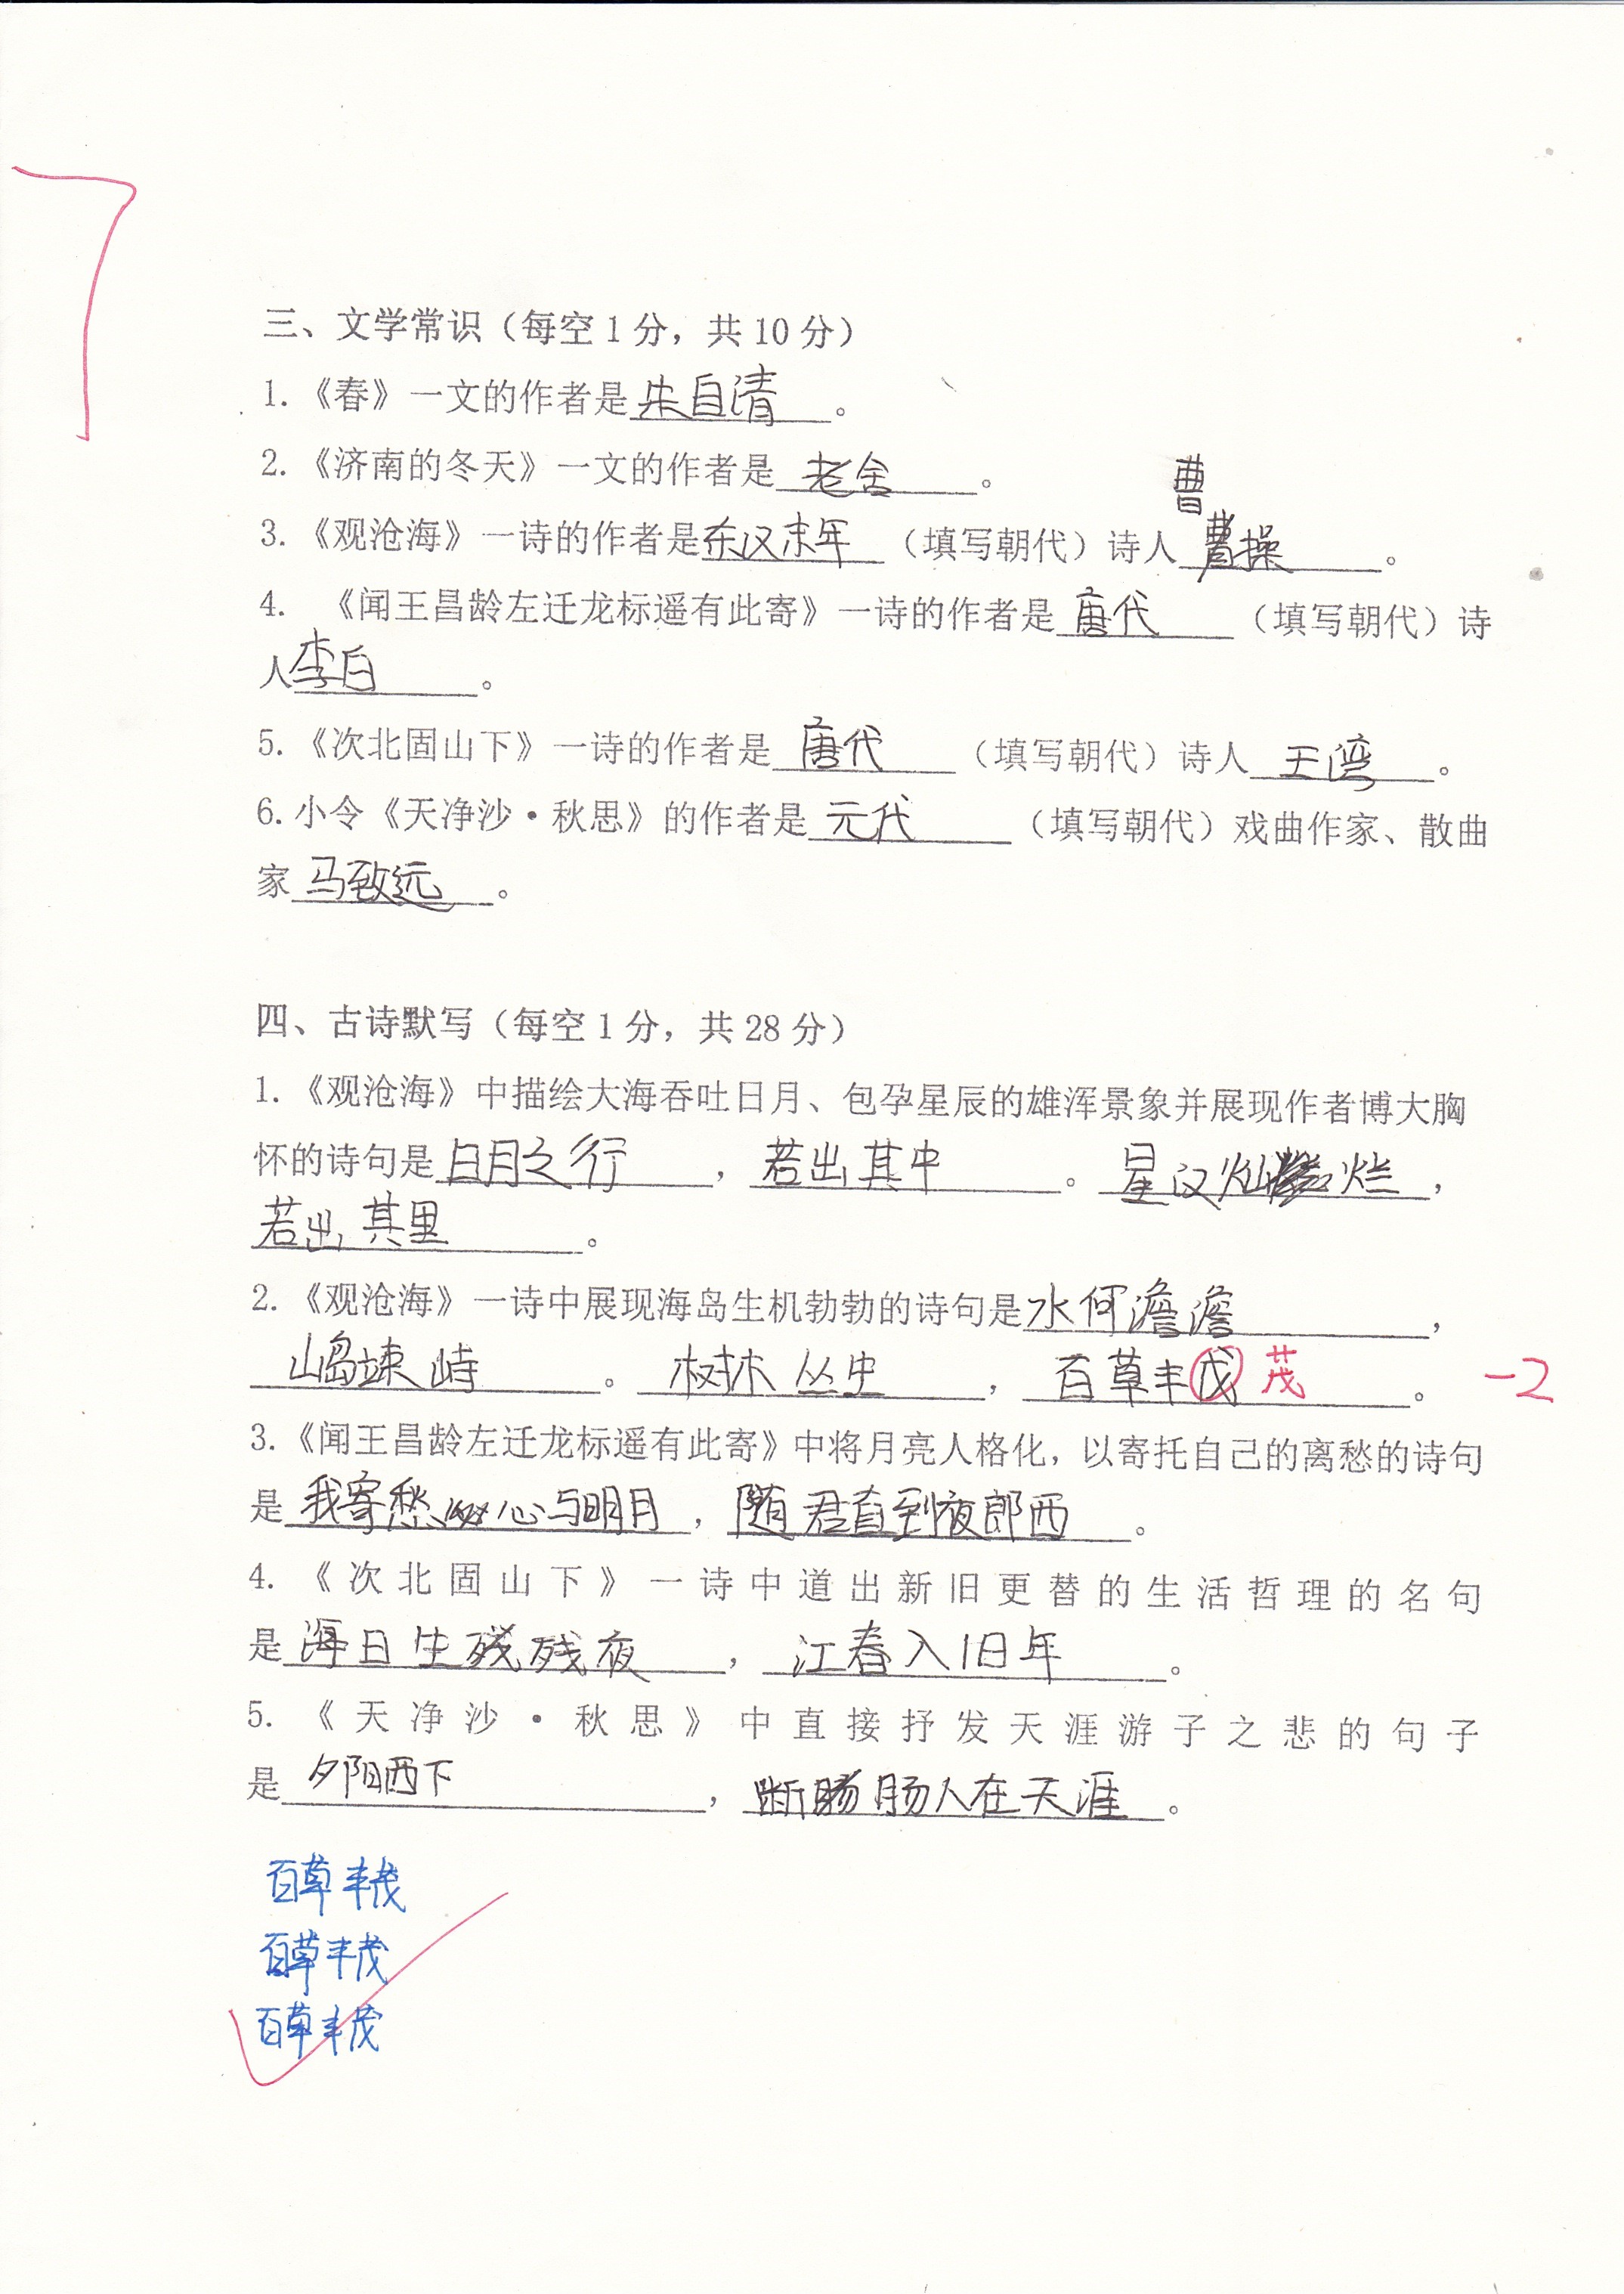 7
三、文学常识（每空1分，共10分）
1.《春》一文的作者是朱自清。
2.《济南的冬天》一文的作者是老舍。
曹
3.《观沧海》一诗的作者是东汉末年（填写朝代）诗人曹操。
4. 《闻王昌龄左迁龙标遥有此寄》一诗的作者是唐代（填写朝代）诗
人李白。
5.《次北固山下》一诗的作者是唐代（填写朝代）诗人王湾。
6.小令《天净沙·秋思》的作者是元代（填写朝代）戏曲作家、散曲
家马致远。
四、古诗默写（每空1分，共28分）
1.《观沧海》中描绘大海吞吐日月、包孕星辰的雄浑景象并展现作者博大胸
怀的诗句是日月之行，若出其中。星汉灿烂，
若出其里。
2.《观沧海》一诗中展现海岛生机勃勃的诗句是水何澹澹，
山岛竦峙。树木丛生，百草丰茂 茂。 -2
3.《闻王昌龄左迁龙标遥有此寄》中将月亮人格化，以寄托自己的离愁的诗句
是我寄愁心与明月，随君直到夜郎西。
4.《次北固山下》一诗中道出新旧更替的生活哲理的名句
是海日生残夜，江春入旧年。
5.《天净沙·秋思》中直接抒发天涯游子之悲的句子
是夕阳西下，断肠人在天涯。
百草丰茂
百草丰茂
百草丰茂